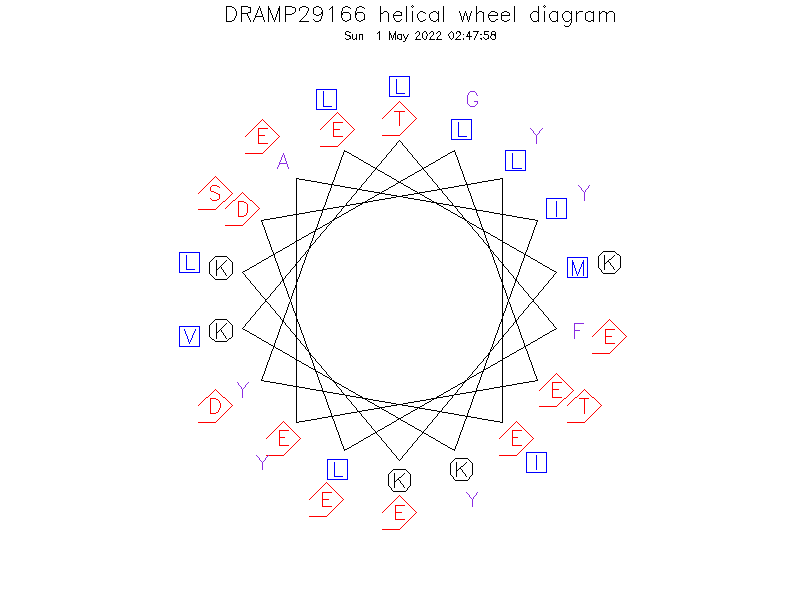 DRAMP29166 helical wheel diagram
Sun 1 May 2022 02:47:58
L
L G
T
E L Y
E
A L
S Y
D I
L K M K
V K F E
Y E
D T
E E
Y I
L K
K
E Y
E